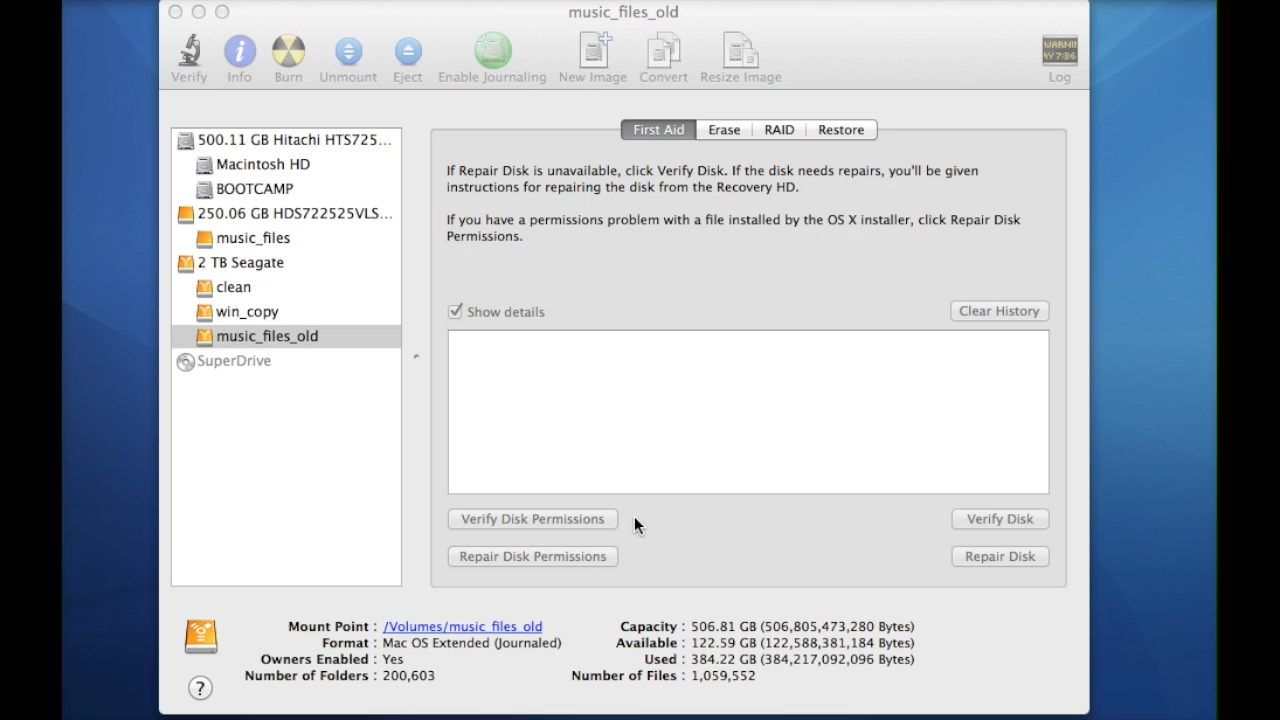 music_files_old
Verify Info Burn Unmount Eject Enable Journaling New Image Convert Resize Image Log
WARNIN
AY 7:36
500.11 GB Hitachi HTS725...
Macintosh HD
BOOTCAMP
250.06 GB HDS722525VLS...
music_files
2 TB Seagate
clean
win_copy
music_files_old
SuperDrive
First Aid Erase RAID Restore
If Repair Disk is unavailable, click Verify Disk. If the disk needs repairs, you'll be given
instructions for repairing the disk from the Recovery HD.
If you have a permissions problem with a file installed by the OS X installer, click Repair Disk
Permissions.
Show details
Clear History
Verify Disk Permissions
Verify Disk
Repair Disk Permissions
Repair Disk
Mount Point : /Volumes/music_files_old
Format : Mac OS Extended (Journaled)
Owners Enabled : Yes
Number of Folders : 200,603
Capacity : 506.81 GB (506,805,473,280 Bytes)
Available : 122.59 GB (122,588,381,184 Bytes)
Used : 384.22 GB (384,217,092,096 Bytes)
Number of Files : 1,059,552
?